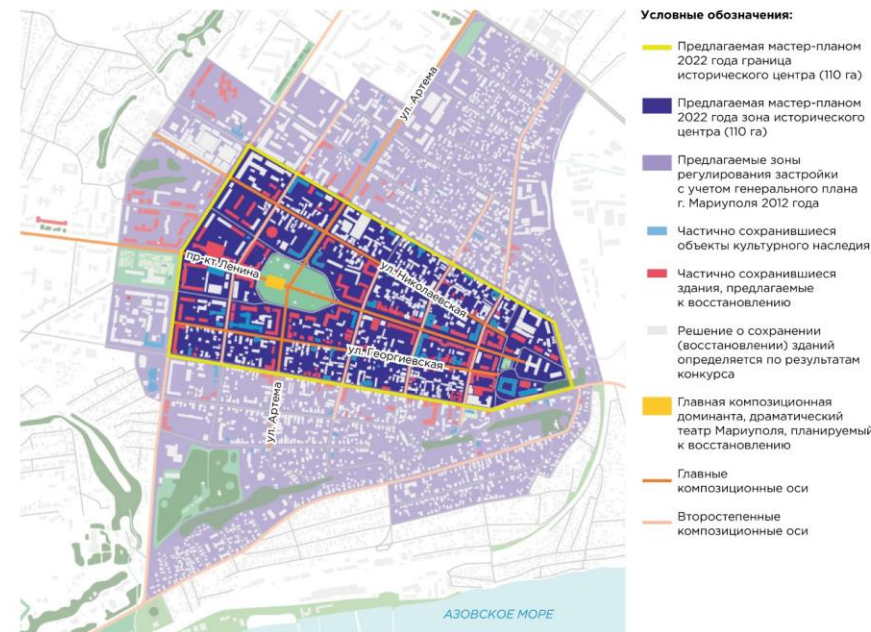 Условные обозначения:
Предлагаемая мастер-планом
2022 года граница
исторического центра (110 га)
Предлагаемая мастер-планом
2022 года зона исторического
центра (110 га)
Предлагаемые зоны
регулирования застройки
с учетом генерального плана
г. Мариуполя 2012 года
Частично сохранившиеся
объекты культурного наследия
Частично сохранившиеся
здания, предлагаемые
к восстановлению
Решение о сохранении
(восстановлении) зданий
определяется по результатам
конкурса
Главная композиционная
доминанта, драматический
театр Мариуполя, планируемый
к восстановлению
Главные
композиционные оси
Второстепенные
композиционные оси
ул. Артема
пр-кт. Ленина
ул. Николаевская
ул. Георгиевская
ул. Артема
АЗОВСКОЕ МОРЕ